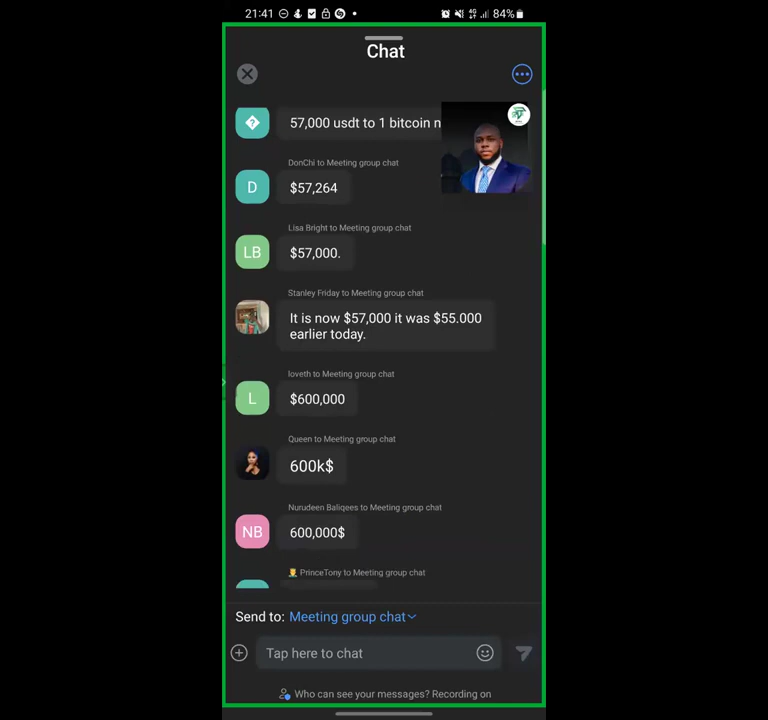 21:41
84%
Chat
57,000 usdt to 1 bitcoin n
DonChi to Meeting group chat
D
$57,264
Lisa Bright to Meeting group chat
LB
$57,000.
Stanley Friday to Meeting group chat
It is now $57,000 it was $55.000
earlier today.
loveth to Meeting group chat
L
$600,000
Queen to Meeting group chat
600k$
Nurudeen Baliqees to Meeting group chat
NB
600,000$
PrinceTony to Meeting group chat
Send to: Meeting group chat
Tap here to chat
Who can see your messages? Recording on